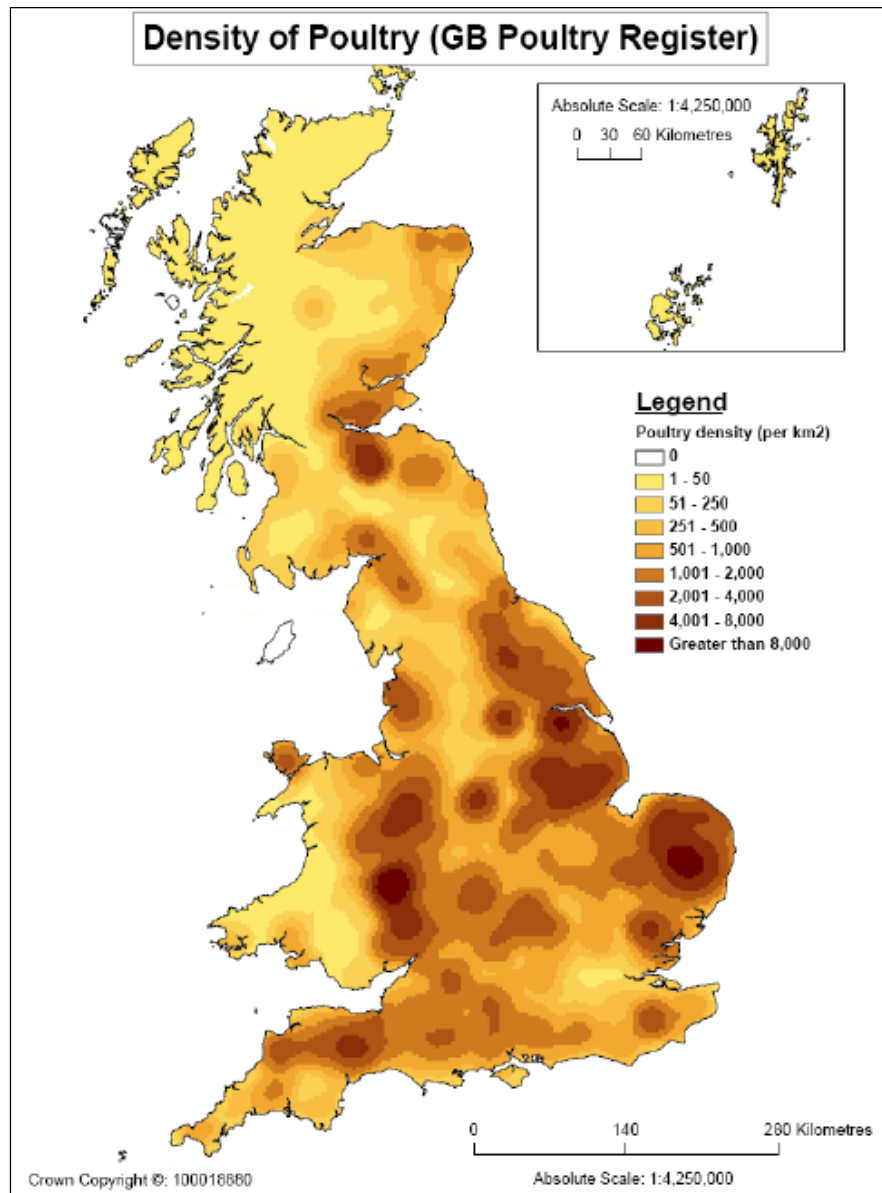 Density of Poultry (GB Poultry Register)
Absolute Scale: 1:4,250,000
0 30 60 Kilometres
Legend
Poultry density (per km2)
0
1 - 50
51 - 250
251 - 500
501 - 1,000
1,001 - 2,000
2,001 - 4,000
4,001 - 8,000
Greater than 8,000
0 140 280 Kilometres
Crown Copyright ©: 100018880
Absolute Scale: 1:4,250,000